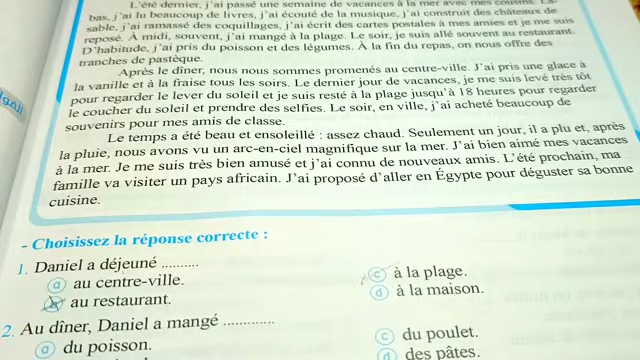 L'été dernier, j'ai passé une semaine de vacances à la mer avec mes cousins. Là-
bas, j'ai lu beaucoup de livres, j'ai écouté de la musique, j'ai construit des châteaux de
sable, j'ai ramassé des coquillages, j'ai écrit des cartes postales à mes amies et je me suis
reposé. À midi, souvent, j'ai mangé à la plage. Le soir, je suis allé souvent au restaurant.
D'habitude, j'ai pris du poisson et des légumes. À la fin du repas, on nous offre des
tranches de pastèque.
Après le dîner, nous nous sommes promenés au centre-ville. J'ai pris une glace à
la vanille et à la fraise tous les soirs. Le dernier jour de vacances, je me suis levé très tôt
pour regarder le lever du soleil et je suis resté à la plage jusqu'à 18 heures pour regarder
le coucher du soleil et prendre des selfies. Le soir, en ville, j'ai acheté beaucoup de
souvenirs pour mes amis de classe.
Le temps a été beau et ensoleillé : assez chaud. Seulement un jour, il a plu et, après
la pluie, nous avons vu un arc-en-ciel magnifique sur la mer. J'ai bien aimé mes vacances
à la mer. Je me suis très bien amusé et j'ai connu de nouveaux amis. L'été prochain, ma
famille va visiter un pays africain. J'ai proposé d'aller en Égypte pour déguster sa bonne
cuisine.
- Choisissez la réponse correcte :
1. Daniel a déjeuné ..........
a au centre-ville.
b au restaurant.
c à la plage.
d à la maison.
2. Au dîner, Daniel a mangé .............
a du poisson.
c du poulet.
d des pâtes.